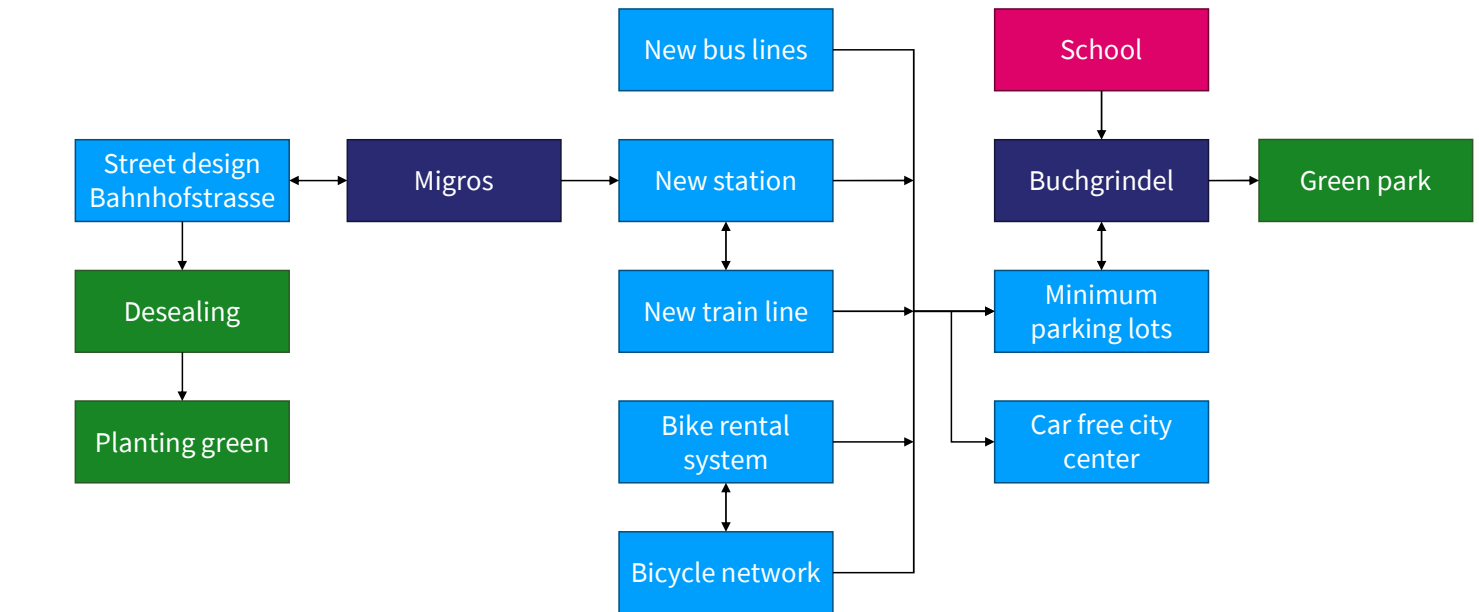 New bus lines
School
Street design
Bahnhofstrasse
Migros
New station
Buchgrindel
Green park
Desealing
New train line
Minimum
parking lots
Planting green
Bike rental
system
Car free city
center
Bicycle network